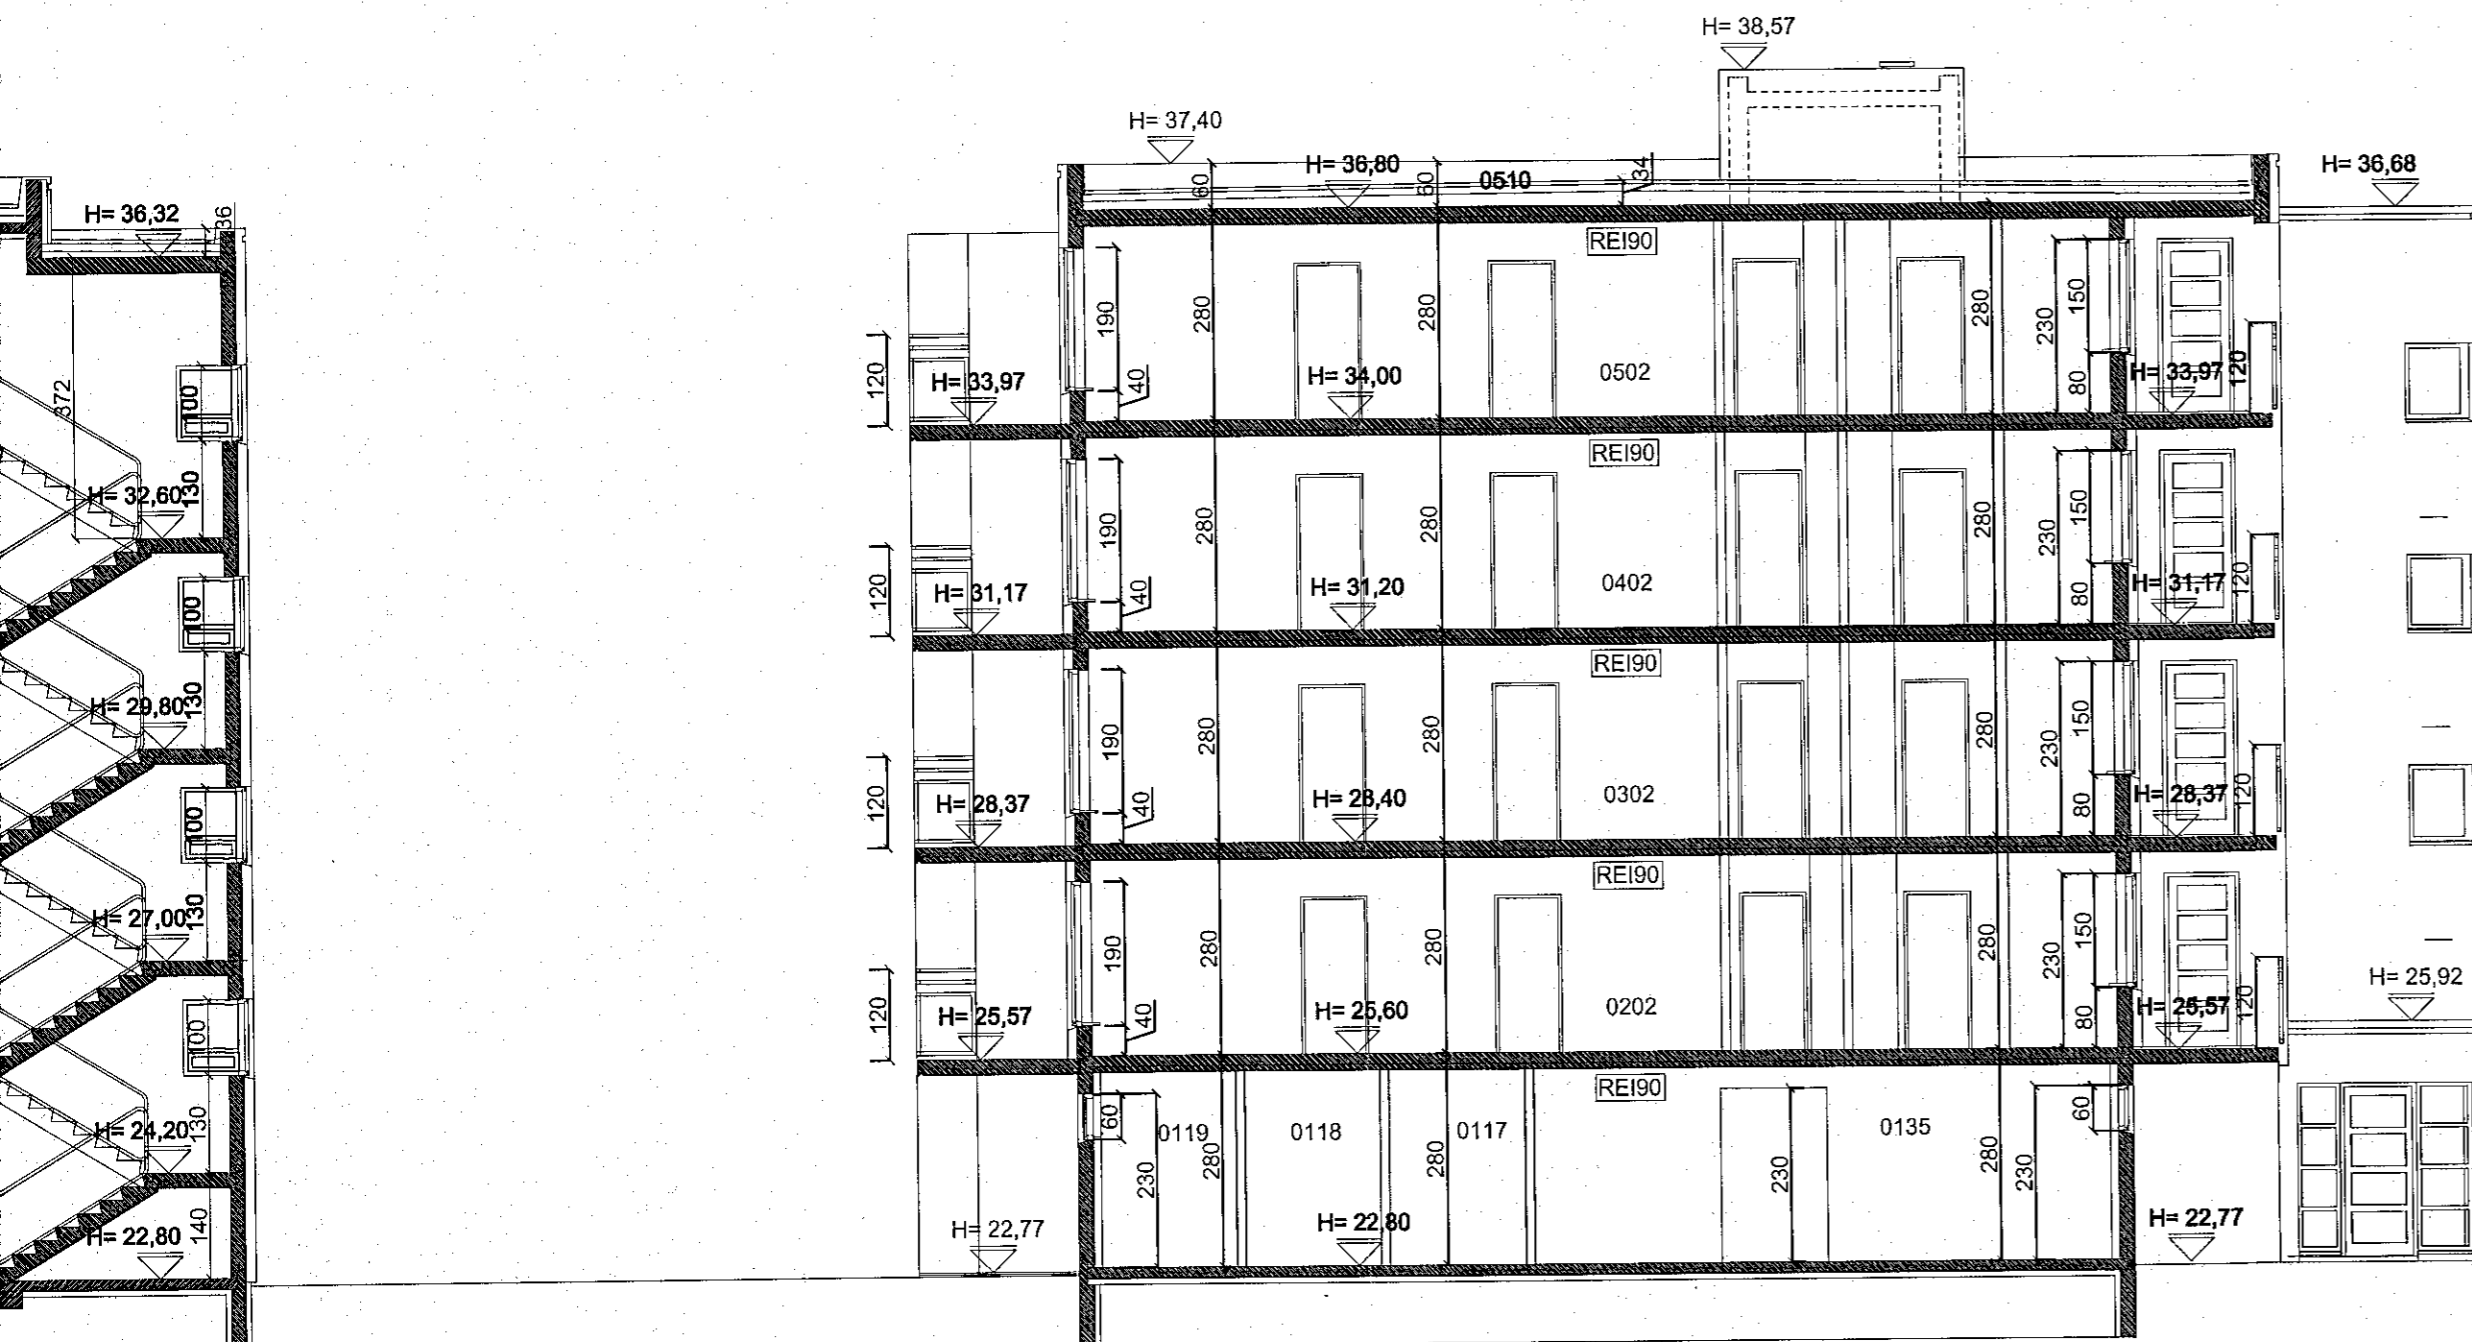 H= 38,57
H= 37,40
H= 36,80
60
60
0510
34
H= 36,68
H= 36,32
36
REI90
372
100
130
120
H= 33,97
190
40
280
H= 34,00
280
0502
280
230
150
80
H= 33,97
120
H= 32,60
REI90
100
130
120
H= 31,17
190
40
280
H= 31,20
280
0402
280
230
150
80
H= 31,17
120
H= 29,80
REI90
100
130
120
H= 28,37
190
40
280
H= 28,40
280
0302
280
230
150
80
H= 28,37
120
H= 27,00
REI90
100
130
120
H= 25,57
190
40
280
H= 25,60
280
0202
280
230
150
80
H= 25,57
120
H= 25,92
H= 24,20
REI90
60
0119
0118
0117
0135
60
230
280
280
230
280
230
140
H= 22,80
H= 22,77
H= 22,80
H= 22,77